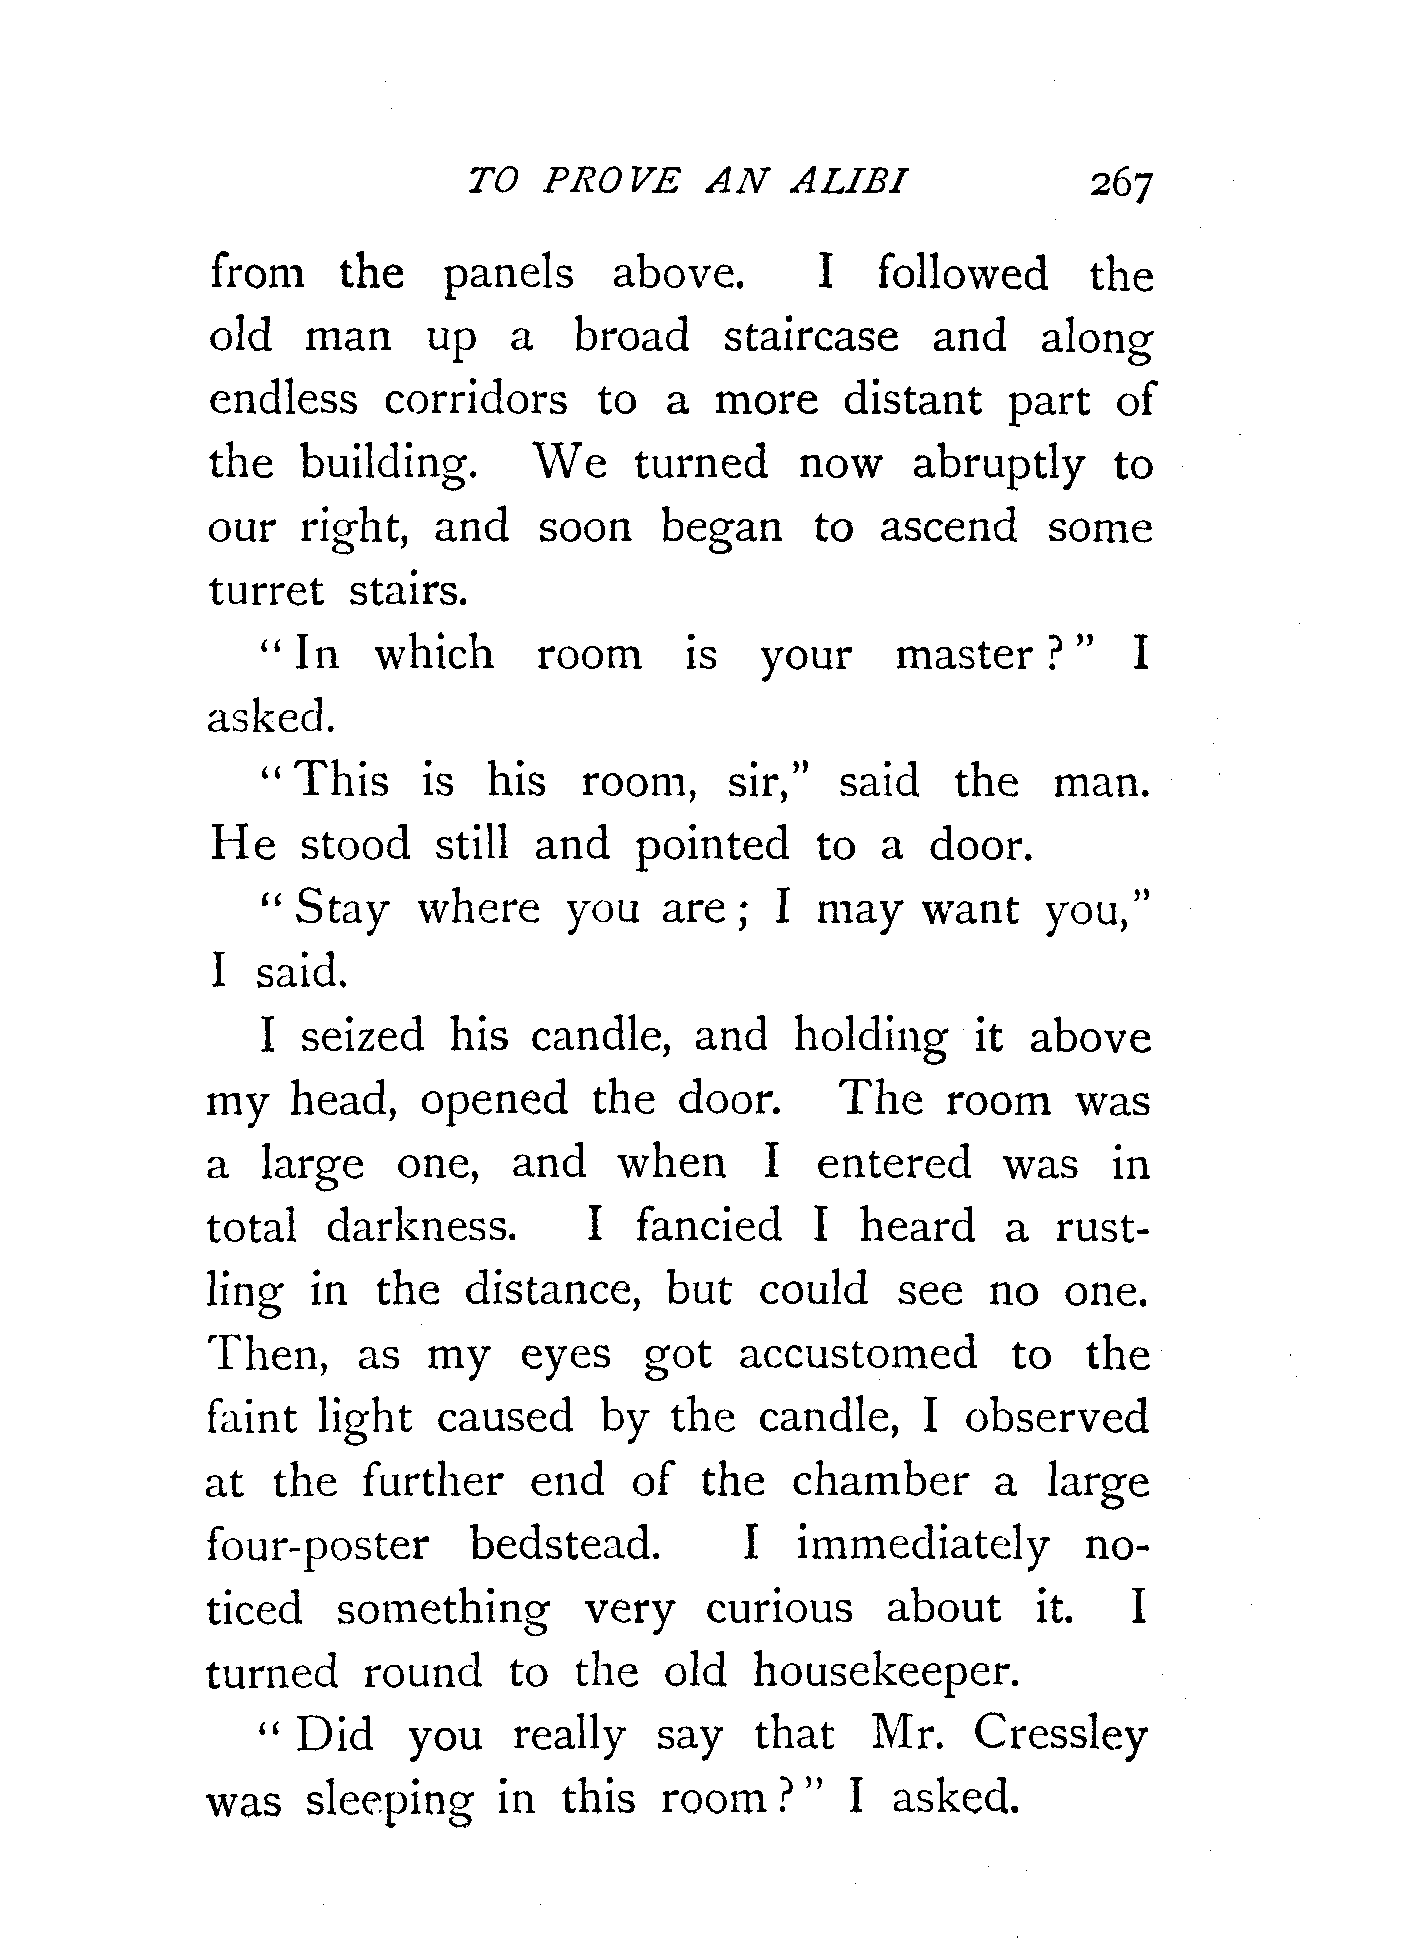 TO PROVE AN ALIBI 267
from the panels above. I followed the
old man up a broad staircase and along
endless corridors to a more distant part of
the building. We turned now abruptly to
our right, and soon began to ascend some
turret stairs.
“ In which room is your master ? ” I
asked.
“ This is his room, sir,” said the man.
He stood still and pointed to a door.
“ Stay where you are ; I may want you,”
I said.
I seized his candle, and holding it above
my head, opened the door. The room was
a large one, and when I entered was in
total darkness. I fancied I heard a rust-
ling in the distance, but could see no one.
Then, as my eyes got accustomed to the
faint light caused by the candle, I observed
at the further end of the chamber a large
four-poster bedstead. I immediately no-
ticed something very curious about it. I
turned round to the old housekeeper.
“ Did you really say that Mr. Cressley
was sleeping in this room ? ” I asked.